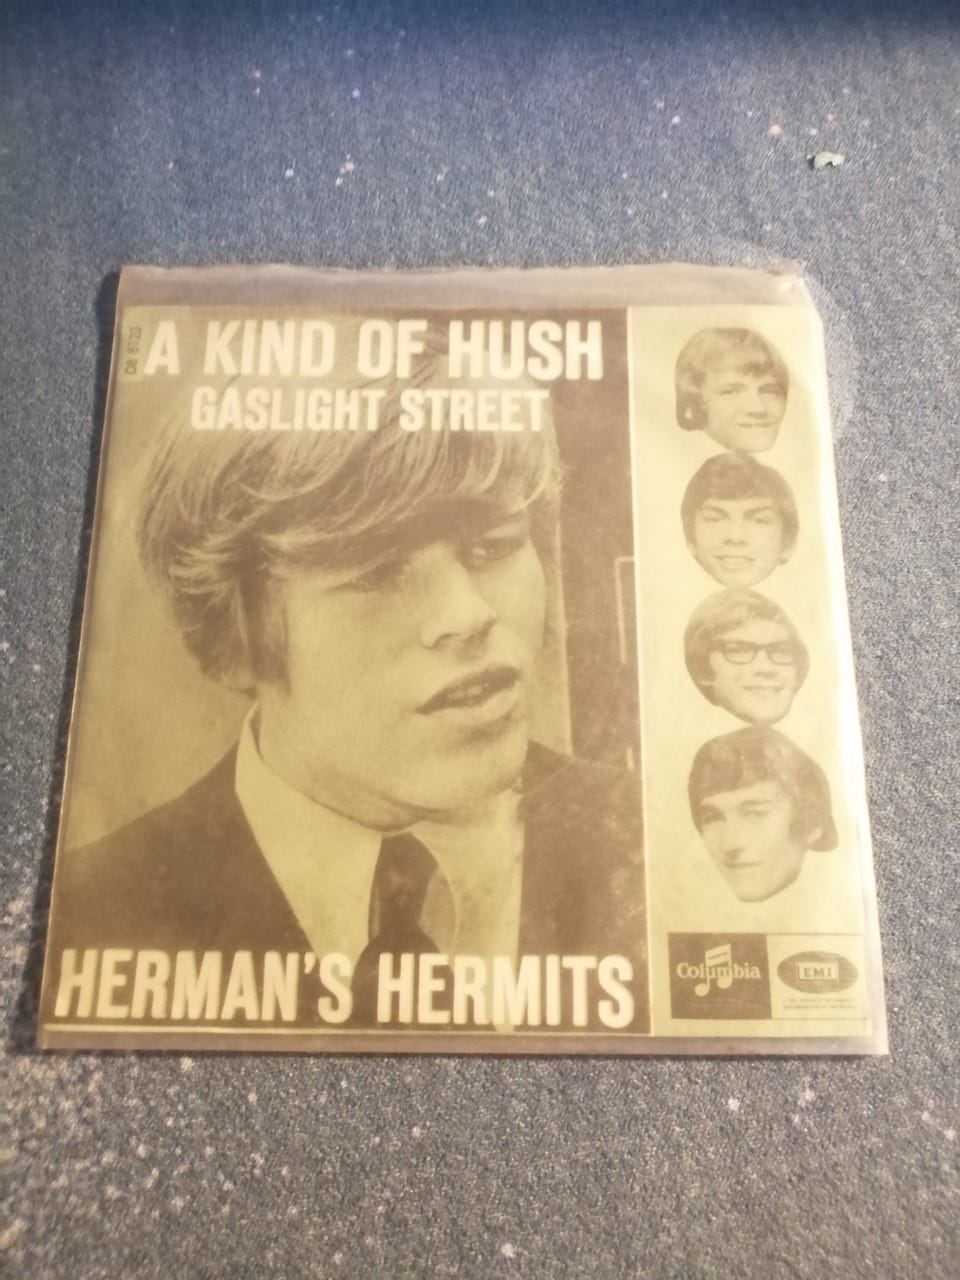 DB 8123
A KIND OF HUSH
GASLIGHT STREET
HERMAN'S HERMITS
Columbia
EMI